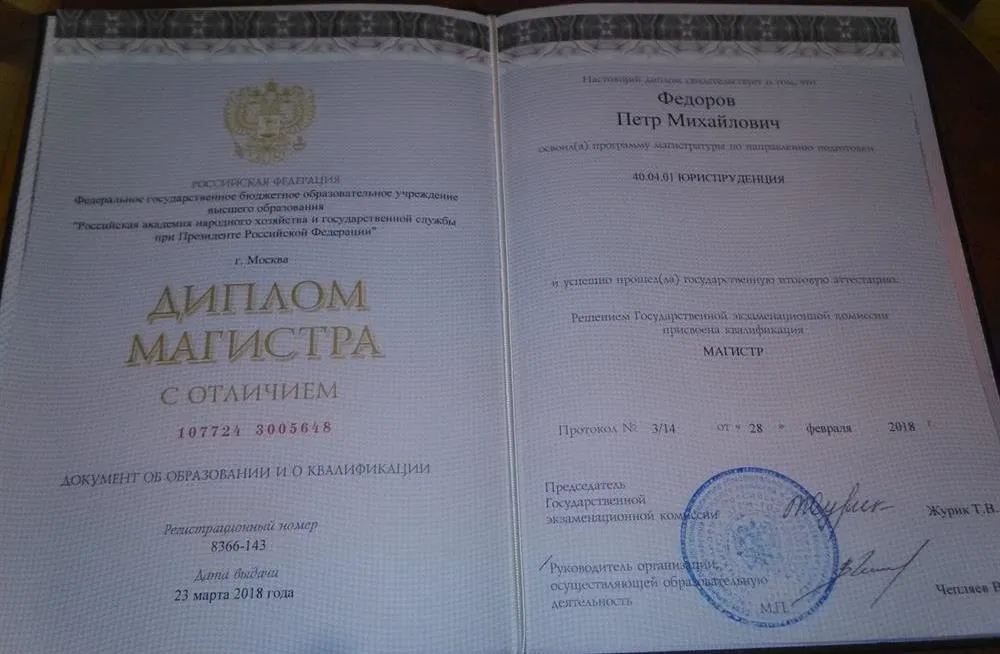 РОССИЙСКАЯ ФЕДЕРАЦИЯ
Федеральное государственное бюджетное образовательное учреждение
высшего образования
"Российская академия народного хозяйства и государственной службы
при Президенте Российской Федерации"
г. Москва
ДИПЛОМ
МАГИСТРА
С ОТЛИЧИЕМ
107724 3005648
ДОКУМЕНТ ОБ ОБРАЗОВАНИИ И О КВАЛИФИКАЦИИ
Регистрационный номер
8366-143
Дата выдачи
23 марта 2018 года
Настоящий диплом свидетельствует о том, что
Федоров
Петр Михайлович
освоил(а) программу магистратуры по направлению подготовки
40.04.01 ЮРИСПРУДЕНЦИЯ
и успешно прошел(ла) государственную итоговую аттестацию.
Решением Государственной экзаменационной комиссии
присвоена квалификация
МАГИСТР
Протокол № 3/14 от « 28 » февраля 2018 г.
Председатель
Государственной
экзаменационной комиссии Журик Т.В.
Руководитель организации,
осуществляющей образовательную
деятельность Чепляев В
М.П.